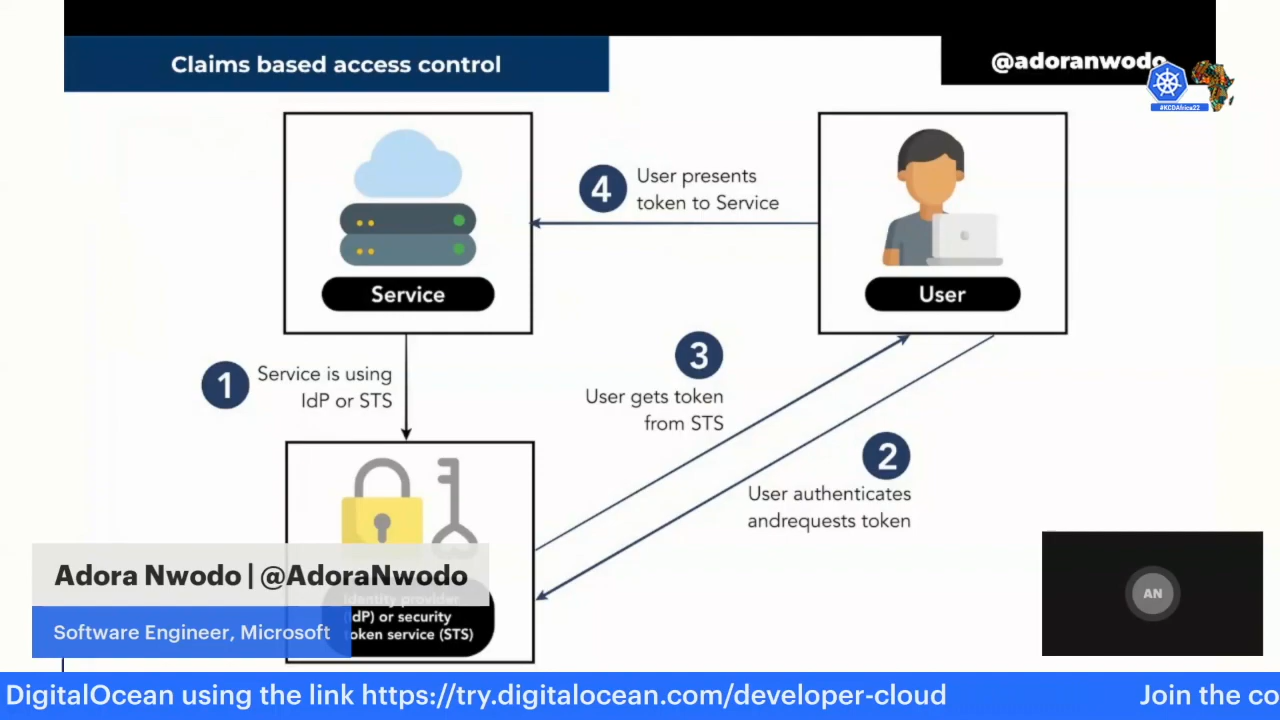 Claims based access control
@adoranwodo
#KCDAfrica22
4
User presents
token to Service
Service
User
3
User gets token
from STS
1
Service is using
IdP or STS
2
User authenticates
andrequests token
Identity provider
(IdP) or security
token service (STS)
Adora Nwodo | @AdoraNwodo
Software Engineer, Microsoft
AN
DigitalOcean using the link https://try.digitalocean.com/developer-cloud
Join the co